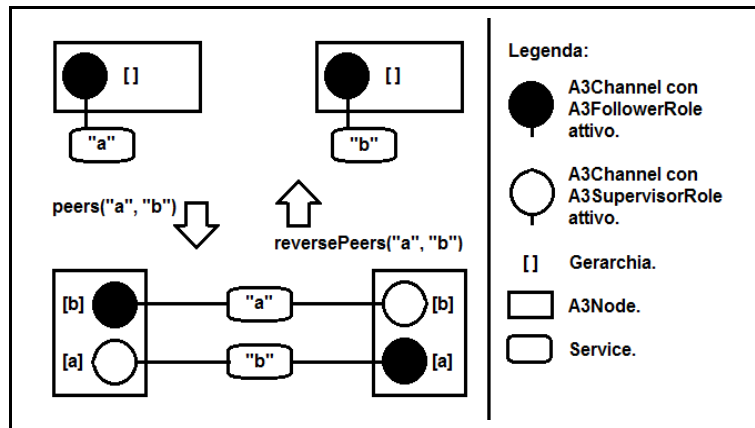 [ ]
"a"
[ ]
"b"
peers("a", "b")
reversePeers("a", "b")
[b]
"a"
[b]
[a]
"b"
[a]
Legenda:
A3Channel con
A3FollowerRole
attivo.
A3Channel con
A3SupervisorRole
attivo.
[ ]
Gerarchia.
A3Node.
Service.